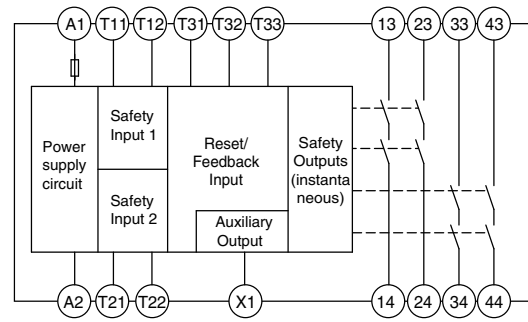 A1 T11 T12 T31 T32 T33 13 23 33 43
Power
supply
circuit
Safety
Input 1
Safety
Input 2
Reset/
Feedback
Input
Auxiliary
Output
Safety
Outputs
(instanta
neous)
A2 T21 T22 X1 14 24 34 44